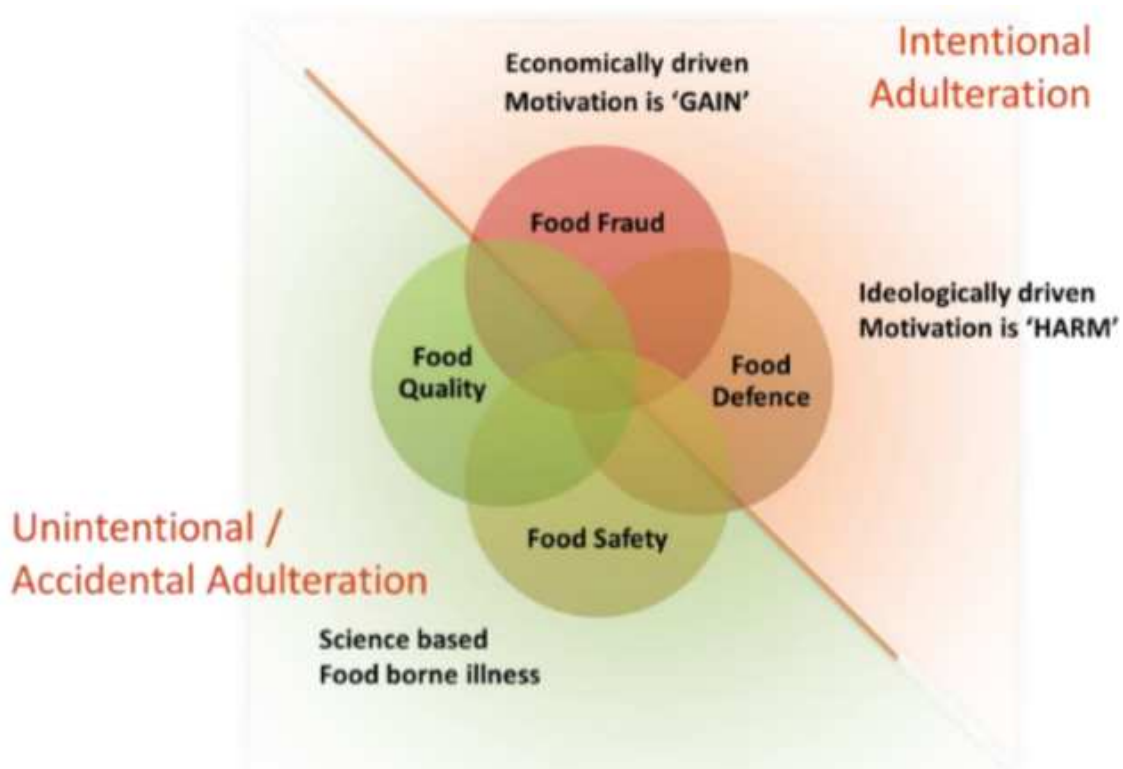 Intentional
Adulteration
Economically driven
Motivation is ‘GAIN’
Food Fraud
Ideologically driven
Motivation is ‘HARM’
Food
Quality
Food
Defence
Food Safety
Unintentional /
Accidental Adulteration
Science based
Food borne illness